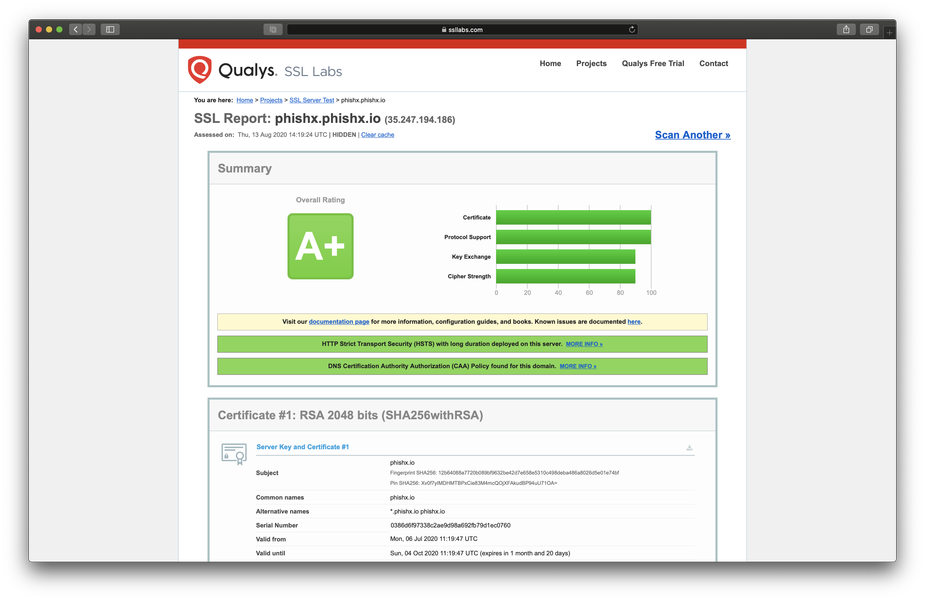 ssllabs.com
Qualys. SSL Labs
Home Projects Qualys Free Trial Contact
You are here: Home > Projects > SSL Server Test > phishx.phishx.io
SSL Report: phishx.phishx.io (35.247.194.186)
Assessed on: Thu, 13 Aug 2020 14:19:24 UTC | HIDDEN | Clear cache
Scan Another »
Summary
Overall Rating
A+
Certificate
Protocol Support
Key Exchange
Cipher Strength
0 20 40 60 80 100
Visit our documentation page for more information, configuration guides, and books. Known issues are documented here.
HTTP Strict Transport Security (HSTS) with long duration deployed on this server. MORE INFO »
DNS Certification Authority Authorization (CAA) Policy found for this domain. MORE INFO »
Certificate #1: RSA 2048 bits (SHA256withRSA)
Server Key and Certificate #1
Subject
phishx.io
Fingerprint SHA256:
Pin SHA256:
Common names phishx.io
Alternative names *.phishx.io phishx.io
Serial Number 0386d6f97338c2ae9d98a692fb79d1ec0760
Valid from Mon, 06 Jul 2020 11:19:47 UTC
Valid until Sun, 04 Oct 2020 11:19:47 UTC (expires in 1 month and 20 days)